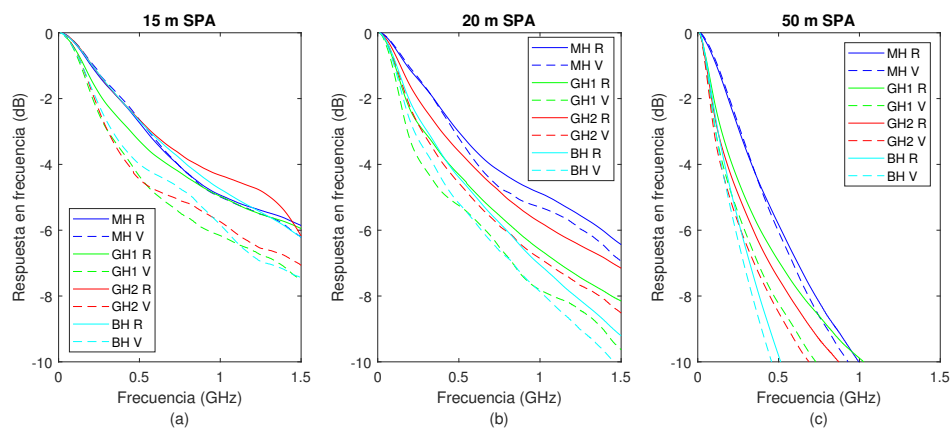 15 m SPA
0
-2
-4
-6
-8
-10
Respuesta en frecuencia (dB)
MH R
MH V
GH1 R
GH1 V
GH2 R
GH2 V
BH R
BH V
0
0.5
1
1.5
Frecuencia (GHz)
(a)
20 m SPA
0
-2
-4
-6
-8
-10
Respuesta en frecuencia (dB)
MH R
MH V
GH1 R
GH1 V
GH2 R
GH2 V
BH R
BH V
0
0.5
1
1.5
Frecuencia (GHz)
(b)
50 m SPA
0
-2
-4
-6
-8
-10
Respuesta en frecuencia (dB)
MH R
MH V
GH1 R
GH1 V
GH2 R
GH2 V
BH R
BH V
0
0.5
1
1.5
Frecuencia (GHz)
(c)